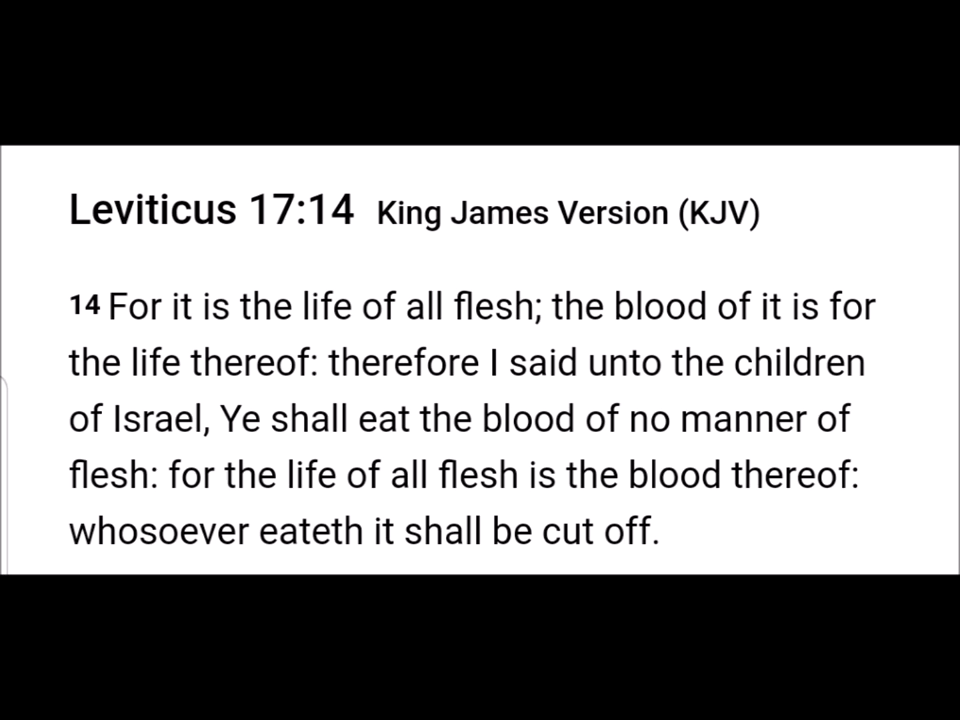 Leviticus 17:14 King James Version (KJV)
14 For it is the life of all flesh; the blood of it is for
the life thereof: therefore I said unto the children
of Israel, Ye shall eat the blood of no manner of
flesh: for the life of all flesh is the blood thereof:
whosoever eateth it shall be cut off.